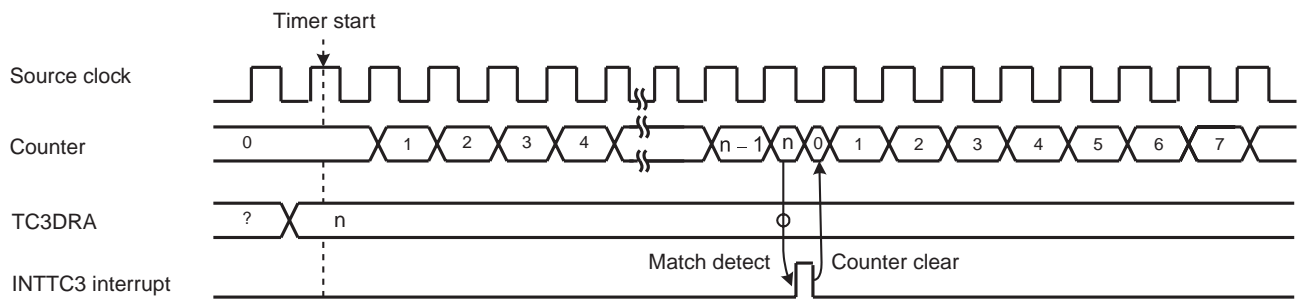 Timer start
Source clock
Counter 0 1 2 3 4 n – 1 n 0 1 2 3 4 5 6 7
TC3DRA ? n
Match detect Counter clear
INTTC3 interrupt